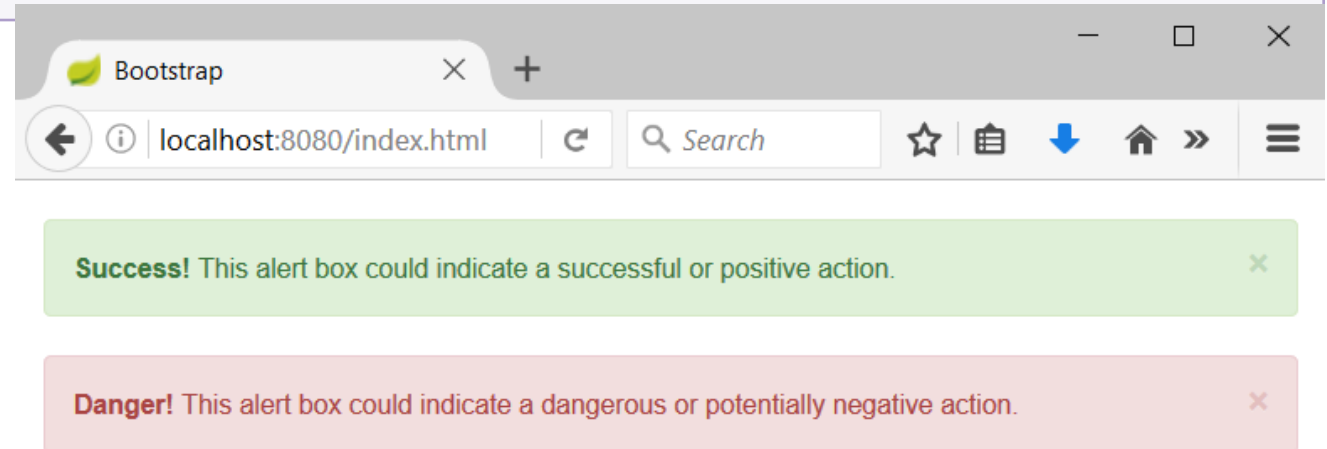 Bootstrap
localhost:8080/index.html Search
Success! This alert box could indicate a successful or positive action. ×
Danger! This alert box could indicate a dangerous or potentially negative action. ×